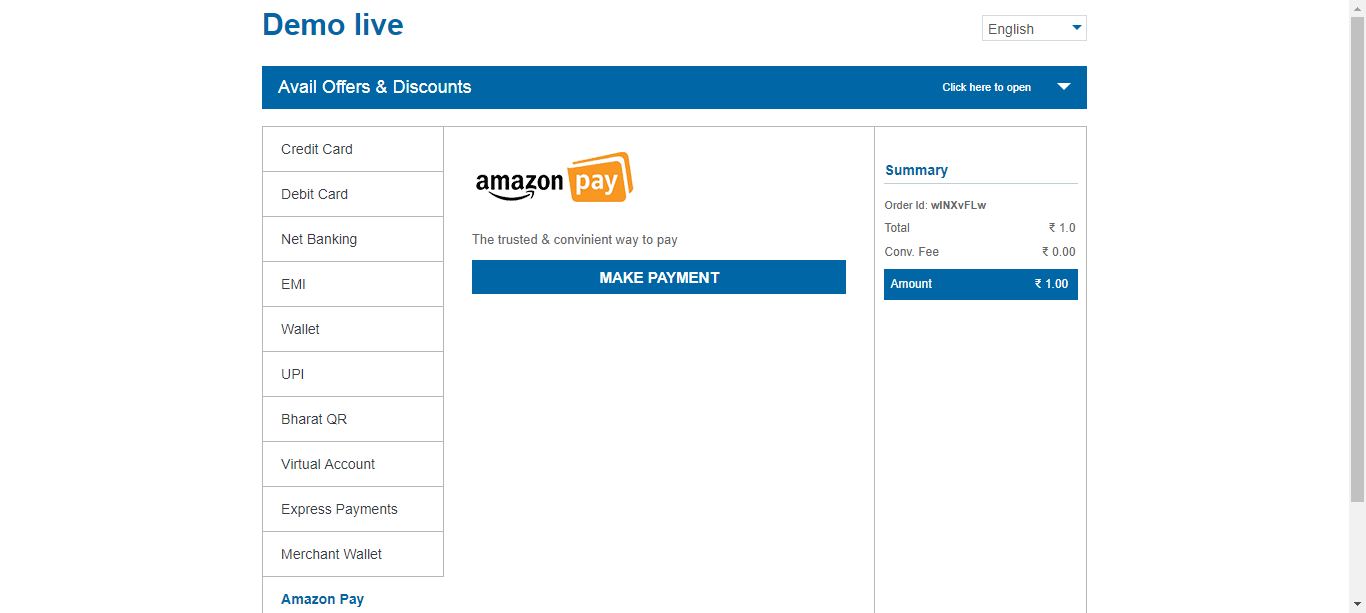 Demo live
English
Avail Offers & Discounts
Click here to open
Credit Card
Debit Card
Net Banking
EMI
Wallet
UPI
Bharat QR
Virtual Account
Express Payments
Merchant Wallet
Amazon Pay
amazon pay
The trusted & convinient way to pay
MAKE PAYMENT
Summary
Order Id: wINXvFLw
Total ₹ 1.0
Conv. Fee ₹ 0.00
Amount ₹ 1.00